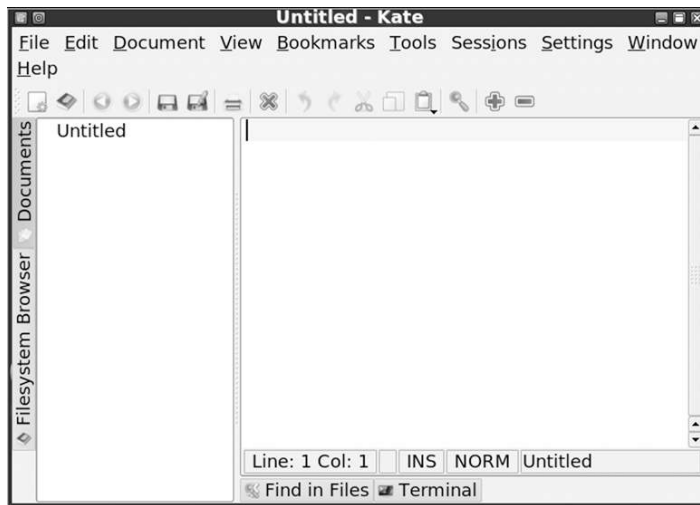 Untitled - Kate
File Edit Document View Bookmarks Tools Sessions Settings Window
Help
Documents
Filesystem Browser
Untitled
Line: 1 Col: 1 INS NORM Untitled
Find in Files Terminal